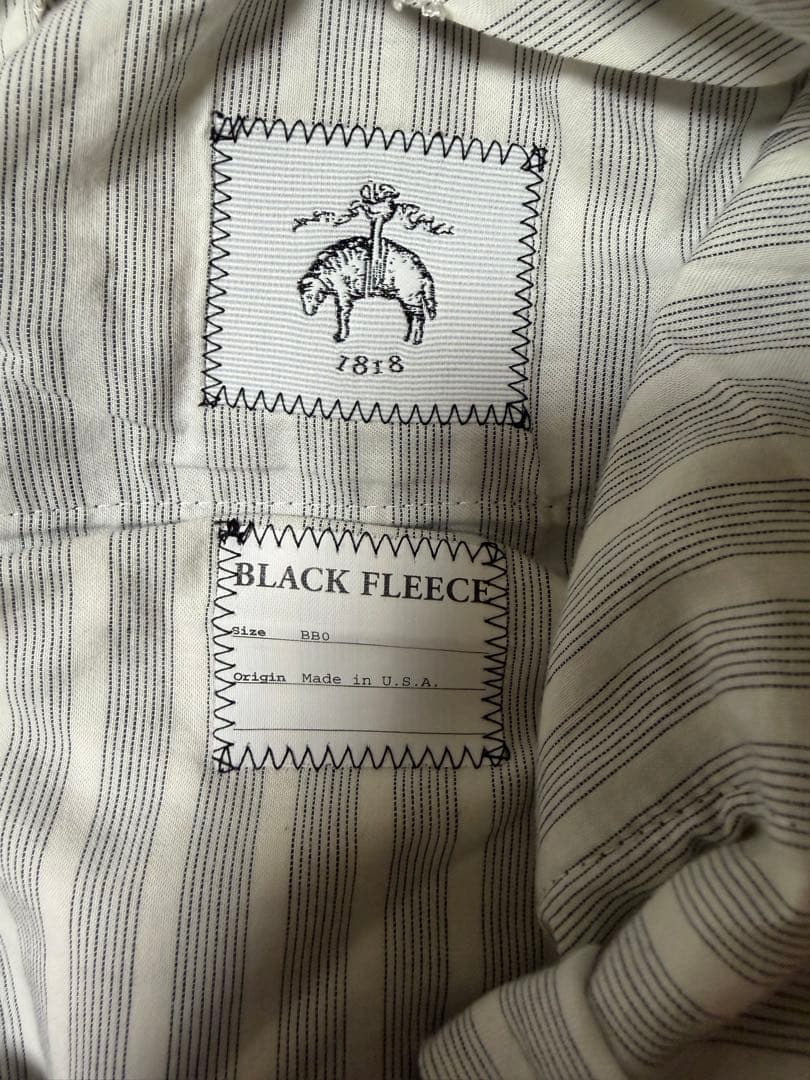 1818
BLACK FLEECE
Size BB0
Origin Made in U.S.A.